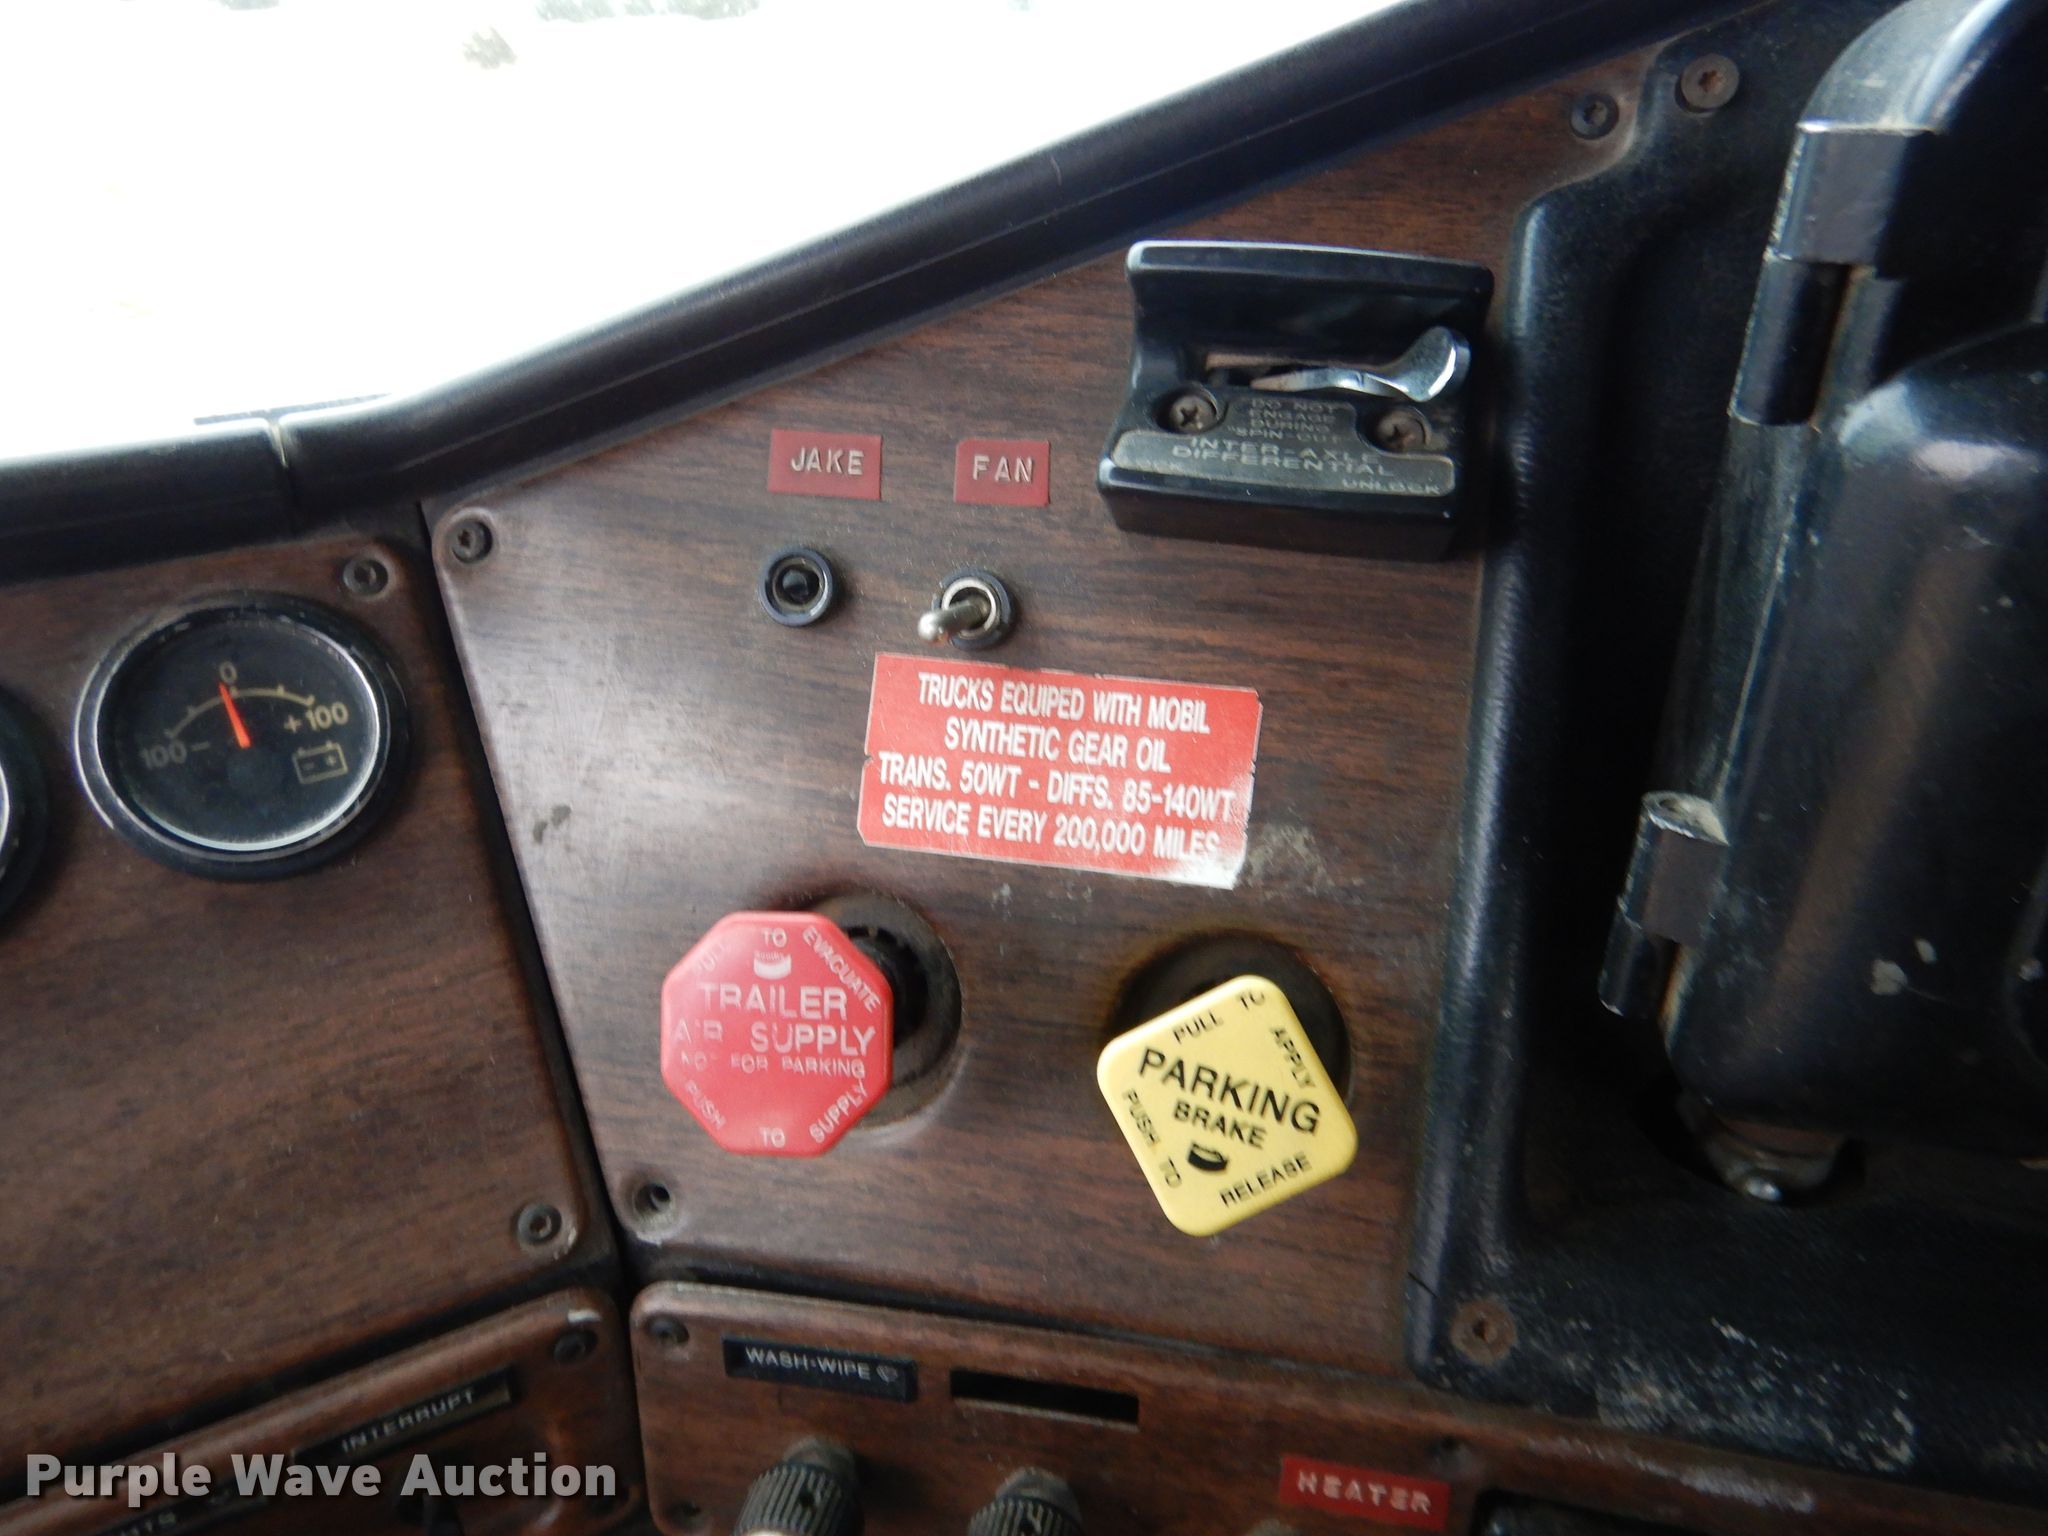 DO NOT
ENGAGE
DURING
"SPIN-OUT"
INTER-AXLE
DIFFERENTIAL
LOCK UNLOCK
JAKE
FAN
0
100 - +100
- +
TRUCKS EQUIPED WITH MOBIL
SYNTHETIC GEAR OIL
TRANS. 50WT - DIFFS. 85-140WT
SERVICE EVERY 200,000 MILES
PULL TO EVACUATE
TRAILER
AIR SUPPLY
NOT FOR PARKING
PUSH TO SUPPLY
PULL TO APPLY
PARKING
BRAKE
PUSH TO RELEASE
WASH-WIPE
INTERRUPT
HEATER
Purple Wave Auction